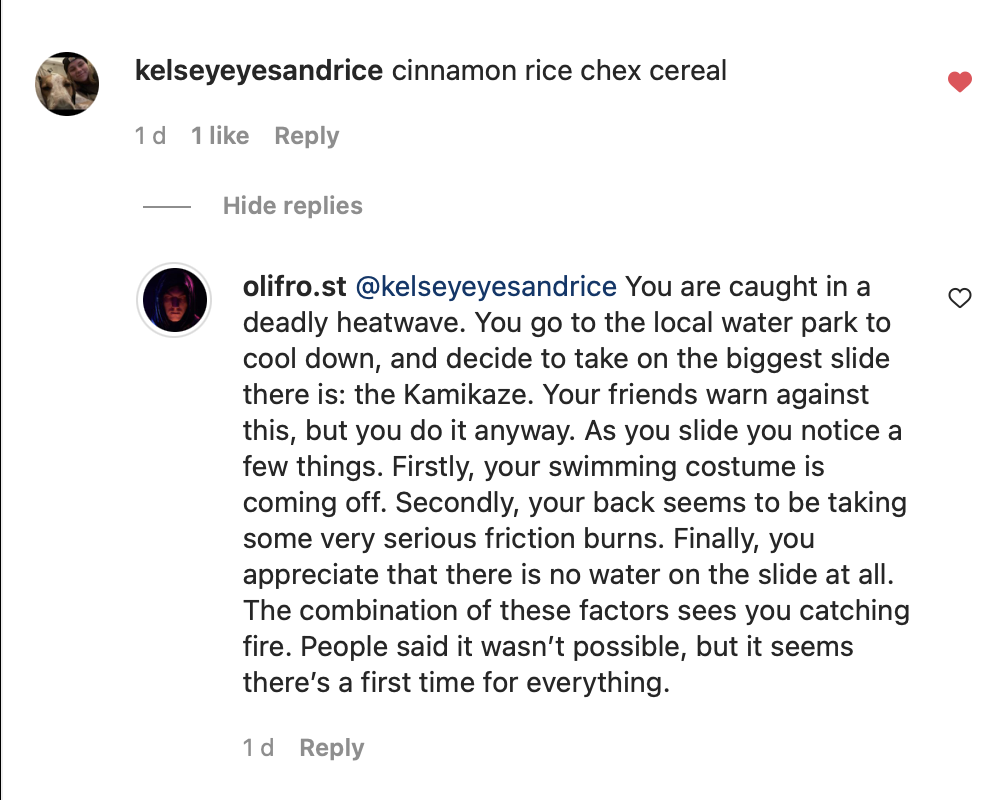 kelseyeyesandrice cinnamon rice chex cereal
1 d 1 like Reply
Hide replies
olifro.st @kelseyeyesandrice You are caught in a
deadly heatwave. You go to the local water park to
cool down, and decide to take on the biggest slide
there is: the Kamikaze. Your friends warn against
this, but you do it anyway. As you slide you notice a
few things. Firstly, your swimming costume is
coming off. Secondly, your back seems to be taking
some very serious friction burns. Finally, you
appreciate that there is no water on the slide at all.
The combination of these factors sees you catching
fire. People said it wasn’t possible, but it seems
there’s a first time for everything.
1 d Reply